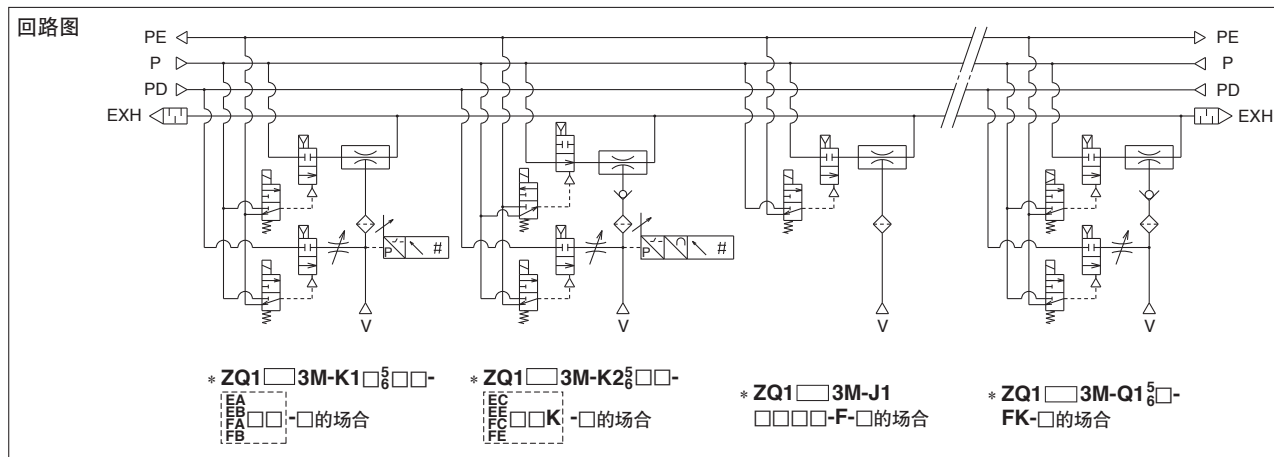 回路图
PE
PE
P
P
PD
PD
EXH
EXH
P
#
P
#
V
V
V
V
* ZQ1□3M-K1□5/6□□-
EA
EB
FA
FB
□□-□的场合
* ZQ1□3M-K2 5/6□□-
EC
EE
FC
FE
□□K-□的场合
* ZQ1□3M-J1
□□□□-F-□的场合
* ZQ1□3M-Q1 5/6□-
FK-□的场合